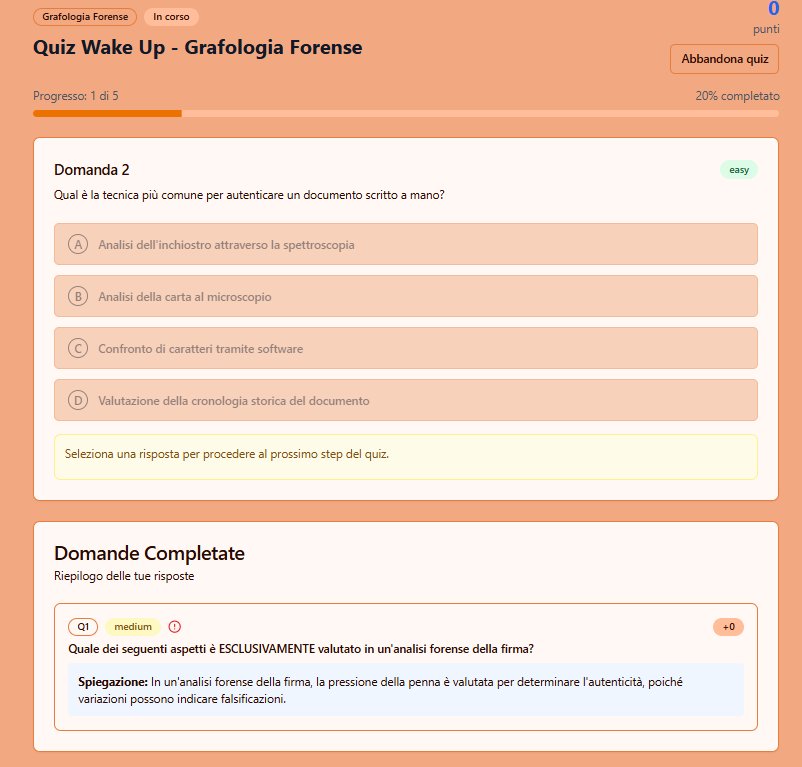 Grafologia Forense
In corso
0
punti
Quiz Wake Up - Grafologia Forense
Abbandona quiz
Progresso: 1 di 5
20% completato
Domanda 2
easy
Qual è la tecnica più comune per autenticare un documento scritto a mano?
A Analisi dell'inchiostro attraverso la spettroscopia
B Analisi della carta al microscopio
C Confronto di caratteri tramite software
D Valutazione della cronologia storica del documento
Seleziona una risposta per procedere al prossimo step del quiz.
Domande Completate
Riepilogo delle tue risposte
Q1 medium
+0
Quale dei seguenti aspetti è ESCLUSIVAMENTE valutato in un'analisi forense della firma?
Spiegazione: In un'analisi forense della firma, la pressione della penna è valutata per determinare l'autenticità, poiché
variazioni possono indicare falsificazioni.